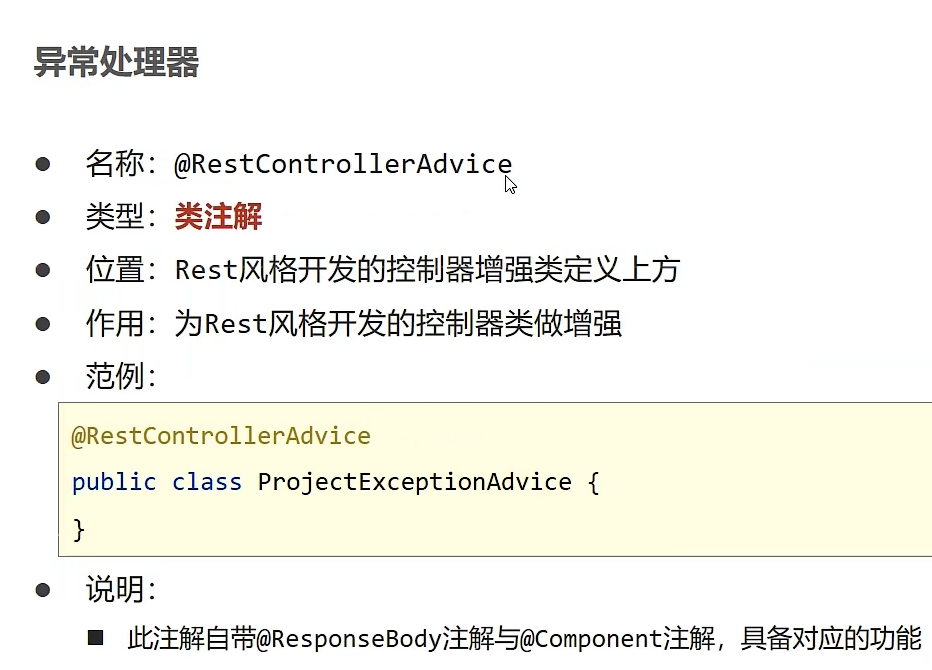 异常处理器
名称：@RestControllerAdvice
类型：类注解
位置：Rest风格开发的控制器增强类定义上方
作用：为Rest风格开发的控制器类做增强
范例：
@RestControllerAdvice
public class ProjectExceptionAdvice {
}
说明：
此注解自带@ResponseBody注解与@Component注解，具备对应的功能